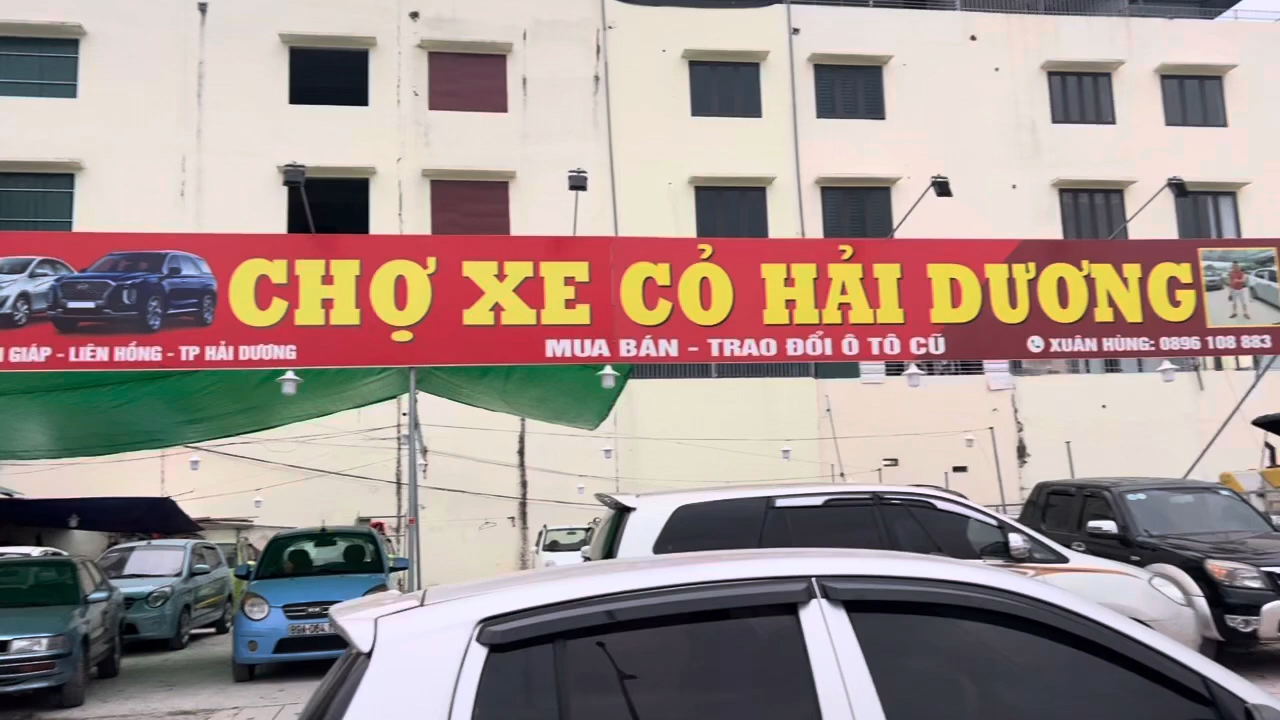 CHỢ XE CỎ HẢI DƯƠNG
GIÁP - LIÊN HỒNG - TP HẢI DƯƠNG
MUA BÁN - TRAO ĐỔI Ô TÔ CŨ
XUÂN HÙNG: 0896 108 883